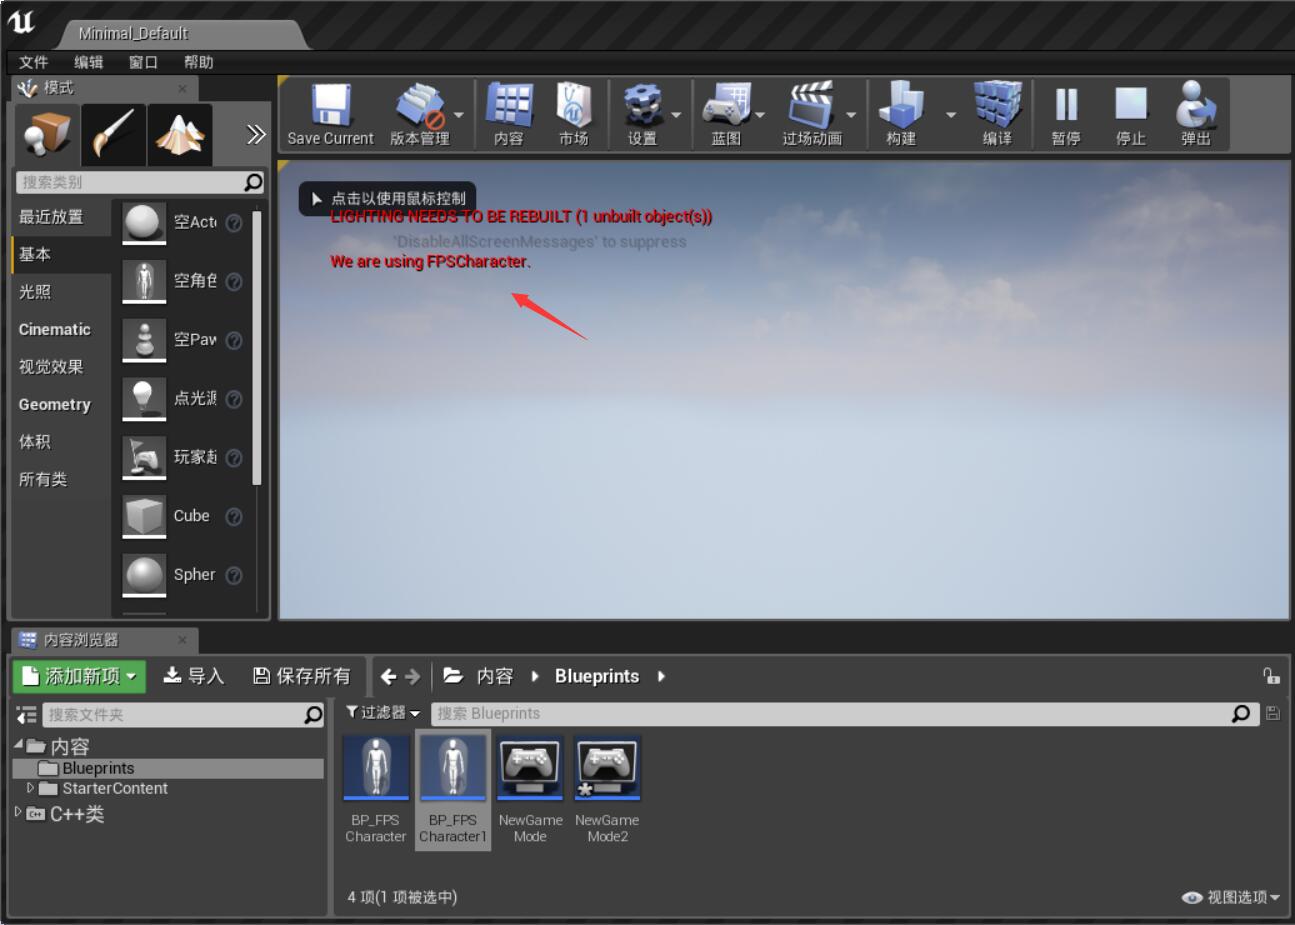 Minimal_Default
文件 编辑 窗口 帮助
模式
Save Current 版本管理 内容 市场 设置 蓝图 过场动画 构建 编译 暂停 停止 弹出
搜索类别
最近放置
基本
光照
Cinematic
视觉效果
Geometry
体积
所有类
空Act
空角色
空Paw
点光源
玩家起
Cube
Spher
点击以使用鼠标控制
LIGHTING NEEDS TO BE REBUILT (1 unbuilt object(s))
'DisableAllScreenMessages' to suppress
We are using FPSCharacter.
内容浏览器
添加新项 导入 保存所有 内容 Blueprints
搜索文件夹
过滤器 搜索 Blueprints
内容
Blueprints
StarterContent
C++类
BP_FPS
Character
BP_FPS
Character1
NewGame
Mode
NewGame
Mode2
4 项(1 项被选中)
视图选项